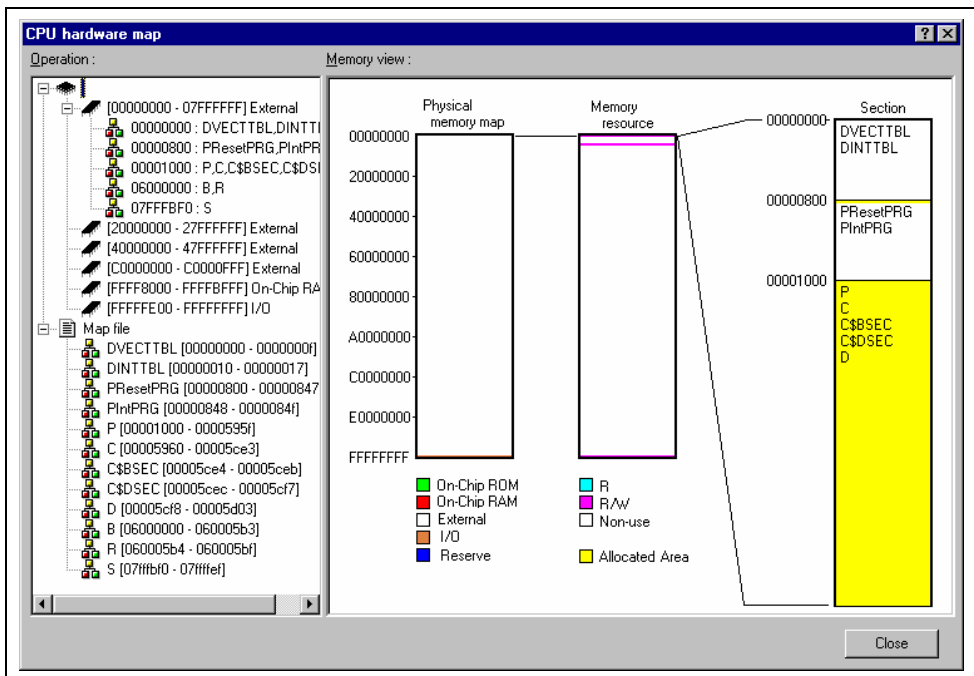 CPU hardware map
Operation :
[00000000 - 07FFFFFF] External
00000000 : DVECTTBL,DINTTI
00000800 : PResetPRG,PIntPR
00001000 : P,C,C$BSEC,C$DSI
06000000 : B,R
07FFFBF0 : S
[20000000 - 27FFFFFF] External
[40000000 - 47FFFFFF] External
[C0000000 - C0000FFF] External
[FFFF8000 - FFFFBFFF] On-Chip RA
[FFFFFE00 - FFFFFFFF] I/O
Map file
DVECTTBL [00000000 - 0000000f]
DINTTBL [00000010 - 00000017]
PResetPRG [00000800 - 00000847
PIntPRG [00000848 - 0000084f]
P [00001000 - 0000595f]
C [00005960 - 00005ce3]
C$BSEC [00005ce4 - 00005ceb]
C$DSEC [00005cec - 00005cf7]
D [00005cf8 - 00005d03]
B [06000000 - 060005b3]
R [060005b4 - 060005bf]
S [07fffbf0 - 07ffffef]
Memory view :
Physical
memory map
00000000
20000000
40000000
60000000
80000000
A0000000
C0000000
E0000000
FFFFFFFF
Memory
resource
Section
00000000
DVECTTBL
DINTTBL
00000800
PResetPRG
PIntPRG
00001000
P
C
C$BSEC
C$DSEC
D
On-Chip ROM
On-Chip RAM
External
I/O
Reserve
R
R/W
Non-use
Allocated Area
Close